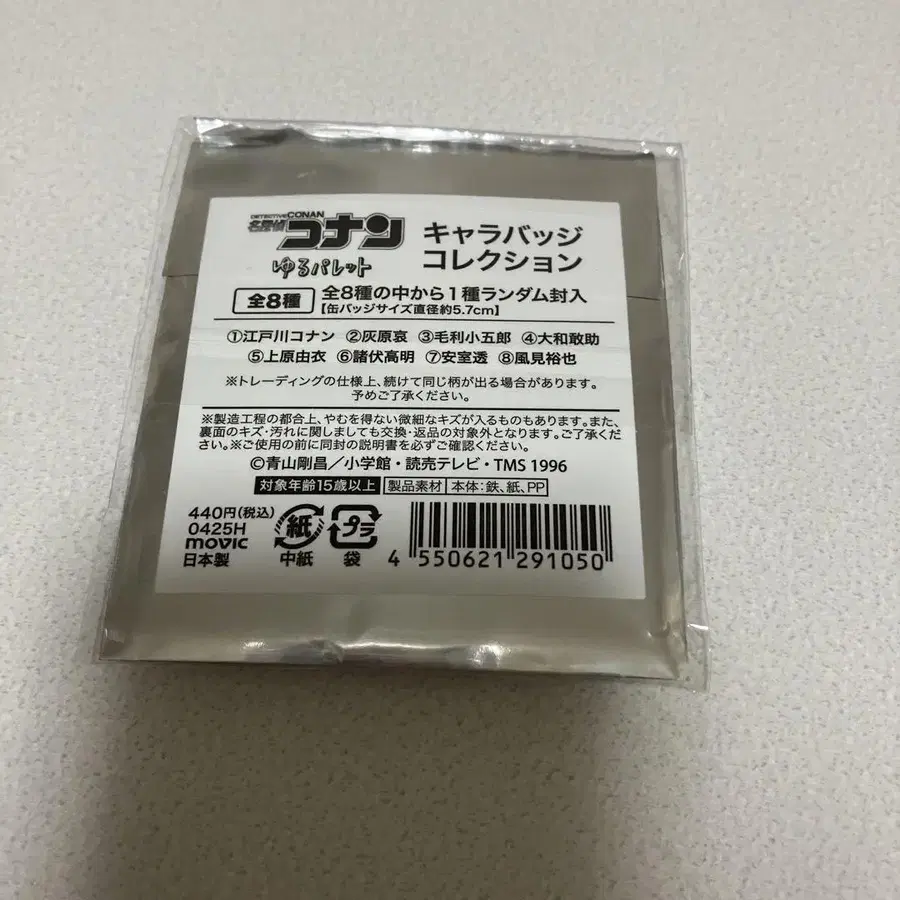 DETECTIVE CONAN
名探偵コナン
ゆるパレット
キャラバッジ
コレクション
全8種
全8種の中から1種ランダム封入
【缶バッジサイズ直径約5.7cm】
①江戸川コナン ②灰原哀 ③毛利小五郎 ④大和敢助
⑤上原由衣 ⑥諸伏高明 ⑦安室透 ⑧風見裕也
※トレーディングの仕様上、続けて同じ柄が出る場合があります。
予めご了承ください。
※製造工程の都合上、やむを得ない微細なキズが入るものもあります。また、
裏面のキズ・汚れに関しましても交換・返品の対象外となります。ご了承くだ
さい。※ご使用の前に同封の説明書を必ずご確認ください。
©青山剛昌／小学館・読売テレビ・TMS 1996
対象年齢15歳以上 製品素材 本体:鉄、紙、PP
440円(税込)
0425H
movic
日本製
紙
中紙
プラ
袋
4 550621 291050